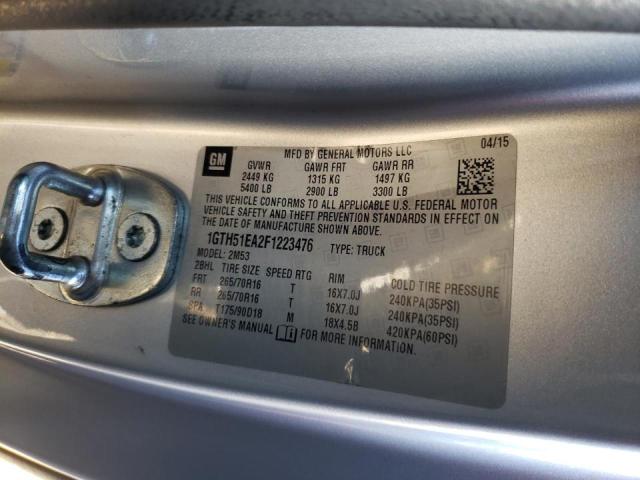 GM
MFD BY GENERAL MOTORS LLC 04/15
GVWR GAWR FRT GAWR RR
2449 KG 1315 KG 1497 KG
5400 LB 2900 LB 3300 LB
THIS VEHICLE CONFORMS TO ALL APPLICABLE U.S. FEDERAL MOTOR
VEHICLE SAFETY AND THEFT PREVENTION STANDARDS IN EFFECT ON
THE DATE OF MANUFACTURE SHOWN ABOVE.
1GTH51EA2F1223476 TYPE: TRUCK
MODEL: 2M53
2BHL TIRE SIZE SPEED RTG RIM COLD TIRE PRESSURE
FRT 265/70R16 T 16X7.0J 240KPA(35PSI)
RR 265/70R16 T 16X7.0J 240KPA(35PSI)
SPA T175/90D18 M 18X4.5B 420KPA(60PSI)
SEE OWNER'S MANUAL FOR MORE INFORMATION.